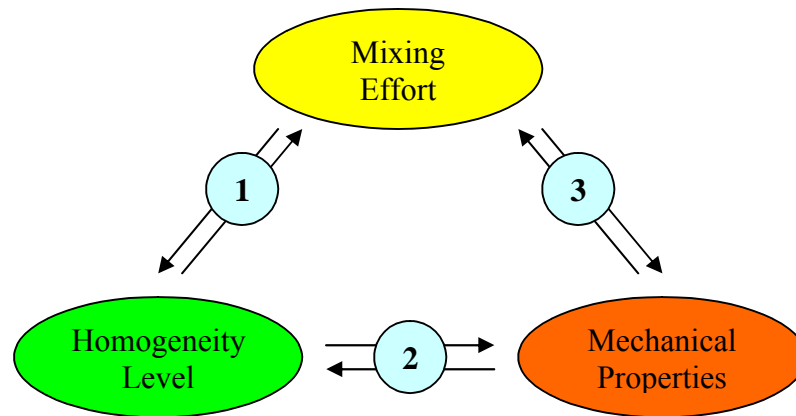 Mixing
Effort
1
3
Homogeneity
Level
2
Mechanical
Properties